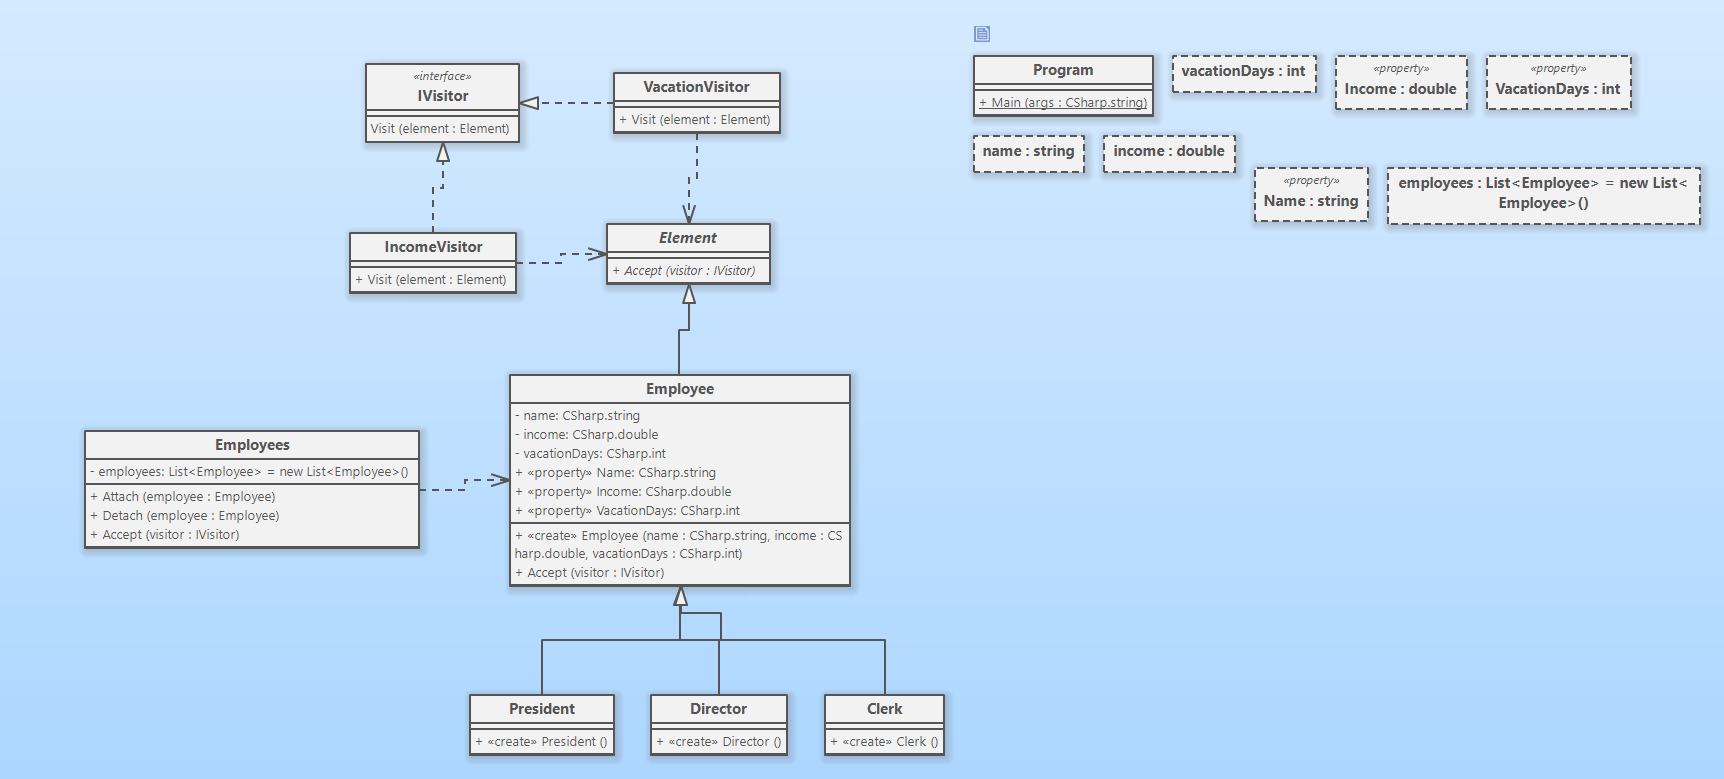 «interface»
IVisitor
Visit (element : Element)
VacationVisitor
+ Visit (element : Element)
IncomeVisitor
+ Visit (element : Element)
Element
+ Accept (visitor : IVisitor)
Employee
- name: CSharp.string
- income: CSharp.double
- vacationDays: CSharp.int
+ «property» Name: CSharp.string
+ «property» Income: CSharp.double
+ «property» VacationDays: CSharp.int
+ «create» Employee (name : CSharp.string, income : CS
harp.double, vacationDays : CSharp.int)
+ Accept (visitor : IVisitor)
Employees
- employees: List<Employee> = new List<Employee>()
+ Attach (employee : Employee)
+ Detach (employee : Employee)
+ Accept (visitor : IVisitor)
President
+ «create» President ()
Director
+ «create» Director ()
Clerk
+ «create» Clerk ()
Program
+ Main (args : CSharp.string)
vacationDays : int
«property»
Income : double
«property»
VacationDays : int
name : string
income : double
«property»
Name : string
employees : List<Employee> = new List<
Employee>()